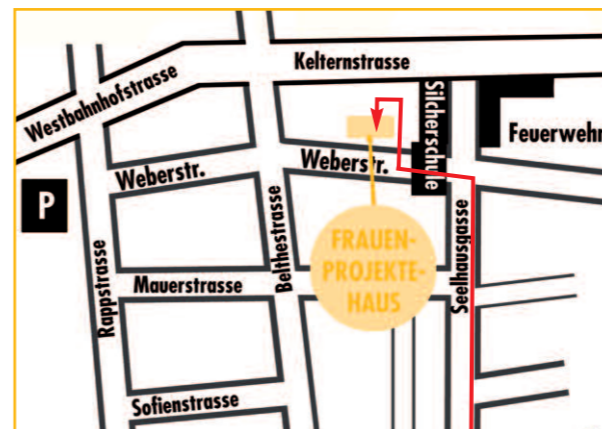 Kelternstrasse
Westbahnhofstrasse
Silcherschule
Feuerwehr
Weberstr.
Weberstr.
P
FRAUEN-
PROJEKTE-
HAUS
Belthestrasse
Seelhausgasse
Rappstrasse
Mauerstrasse
Sofienstrasse